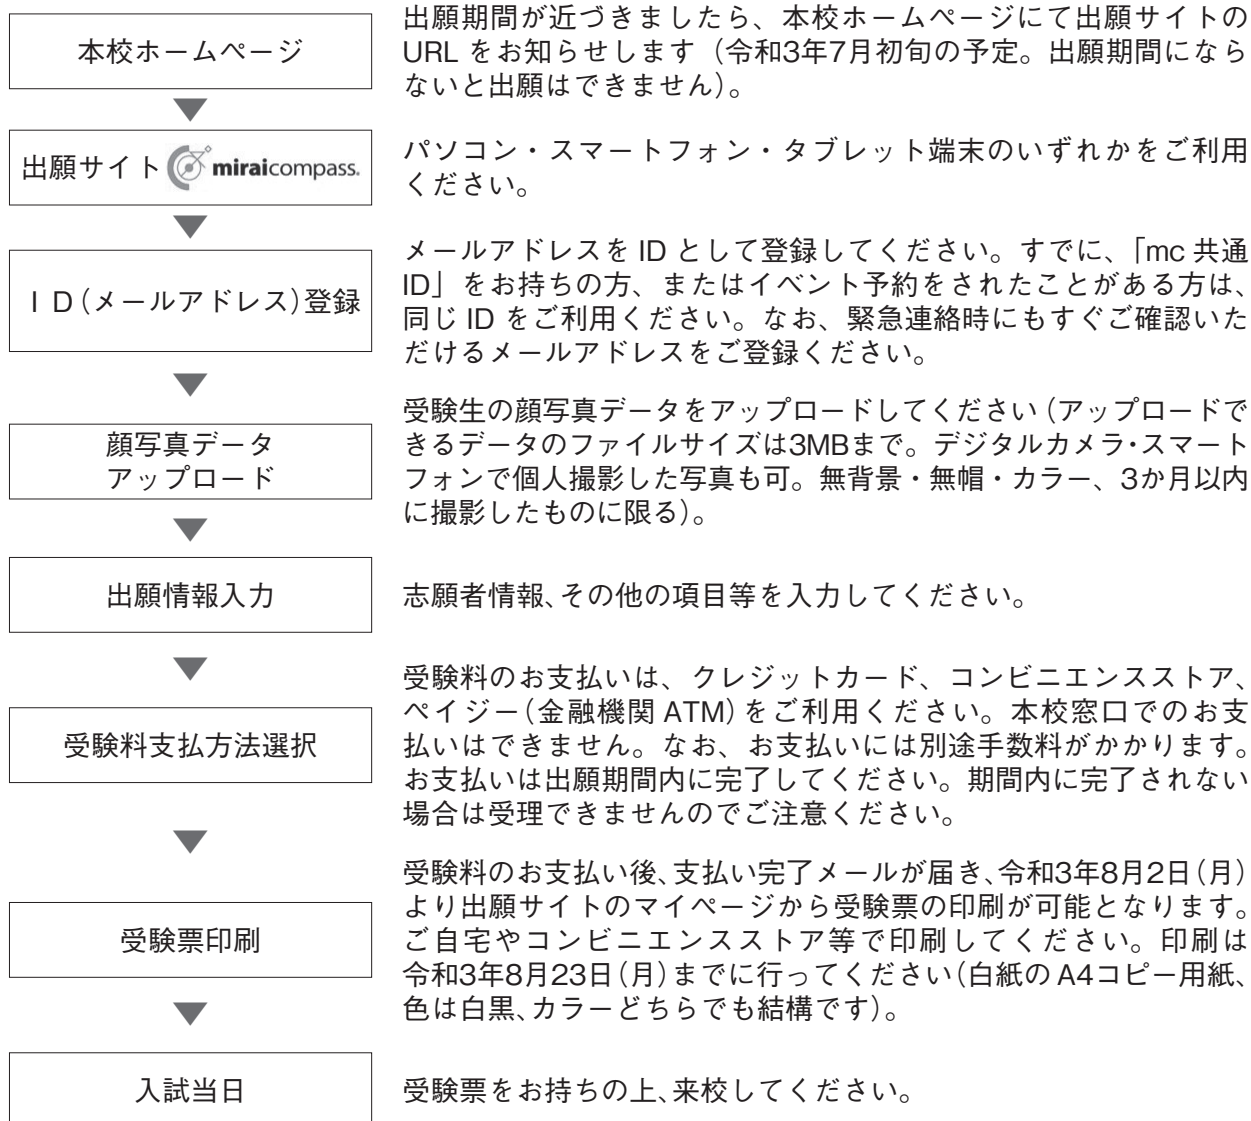 本校ホームページ
出願期間が近づきましたら、本校ホームページにて出願サイトの
URL をお知らせします（令和3年7月初旬の予定。出願期間になら
ないと出願はできません）。
出願サイト miraicompass.
パソコン・スマートフォン・タブレット端末のいずれかをご利用
ください。
ＩＤ（メールアドレス）登録
メールアドレスを ID として登録してください。すでに、「mc 共通
ID」をお持ちの方、またはイベント予約をされたことがある方は、
同じ ID をご利用ください。なお、緊急連絡時にもすぐご確認いた
だけるメールアドレスをご登録ください。
顔写真データ
アップロード
受験生の顔写真データをアップロードしてください（アップロードで
きるデータのファイルサイズは3MBまで。デジタルカメラ・スマート
フォンで個人撮影した写真も可。無背景・無帽・カラー、3か月以内
に撮影したものに限る）。
出願情報入力
志願者情報、その他の項目等を入力してください。
受験料支払方法選択
受験料のお支払いは、クレジットカード、コンビニエンスストア、
ペイジー（金融機関 ATM）をご利用ください。本校窓口でのお支
払いはできません。なお、お支払いには別途手数料がかかります。
お支払いは出願期間内に完了してください。期間内に完了されない
場合は受理できませんのでご注意ください。
受験票印刷
受験料のお支払い後、支払い完了メールが届き、令和3年8月2日（月）
より出願サイトのマイページから受験票の印刷が可能となります。
ご自宅やコンビニエンスストア等で印刷してください。印刷は
令和3年8月23日（月）までに行ってください（白紙の A4コピー用紙、
色は白黒、カラーどちらでも結構です）。
入試当日
受験票をお持ちの上、来校してください。